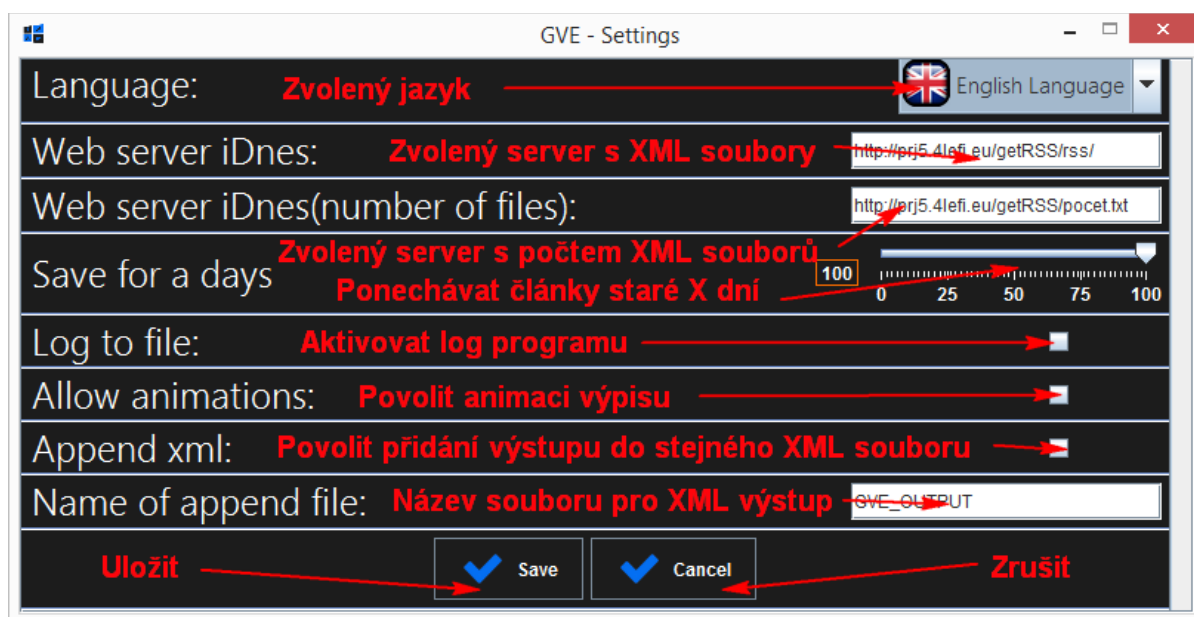 GVE - Settings
Language: Zvolený jazyk English Language
Web server iDnes: Zvolený server s XML soubory http://prj5.4lefi.eu/getRSS/rss/
Web server iDnes(number of files): http://prj5.4lefi.eu/getRSS/pocet.txt
Zvolený server s počtem XML souborů
Save for a days 100
Ponechávat články staré X dní
0 25 50 75 100
Log to file: Aktivovat log programu
Allow animations: Povolit animaci výpisu
Append xml: Povolit přidání výstupu do stejného XML souboru
Name of append file: Název souboru pro XML výstup GVE_OUTPUT
Uložit Save Cancel Zrušit